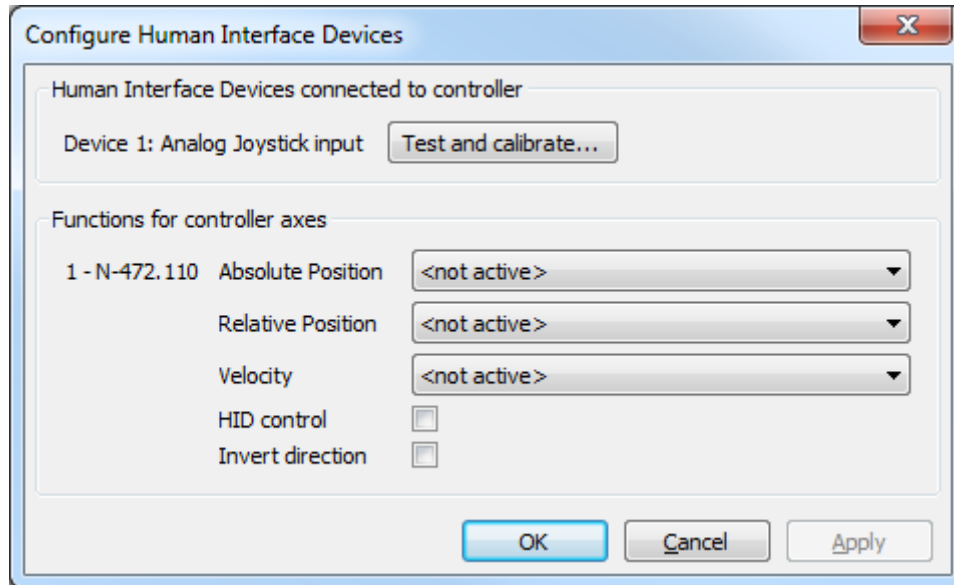 Configure Human Interface Devices
Human Interface Devices connected to controller
Device 1: Analog Joystick input Test and calibrate...
Functions for controller axes
1 - N-472.110 Absolute Position <not active>
Relative Position <not active>
Velocity <not active>
HID control
Invert direction
OK Cancel Apply